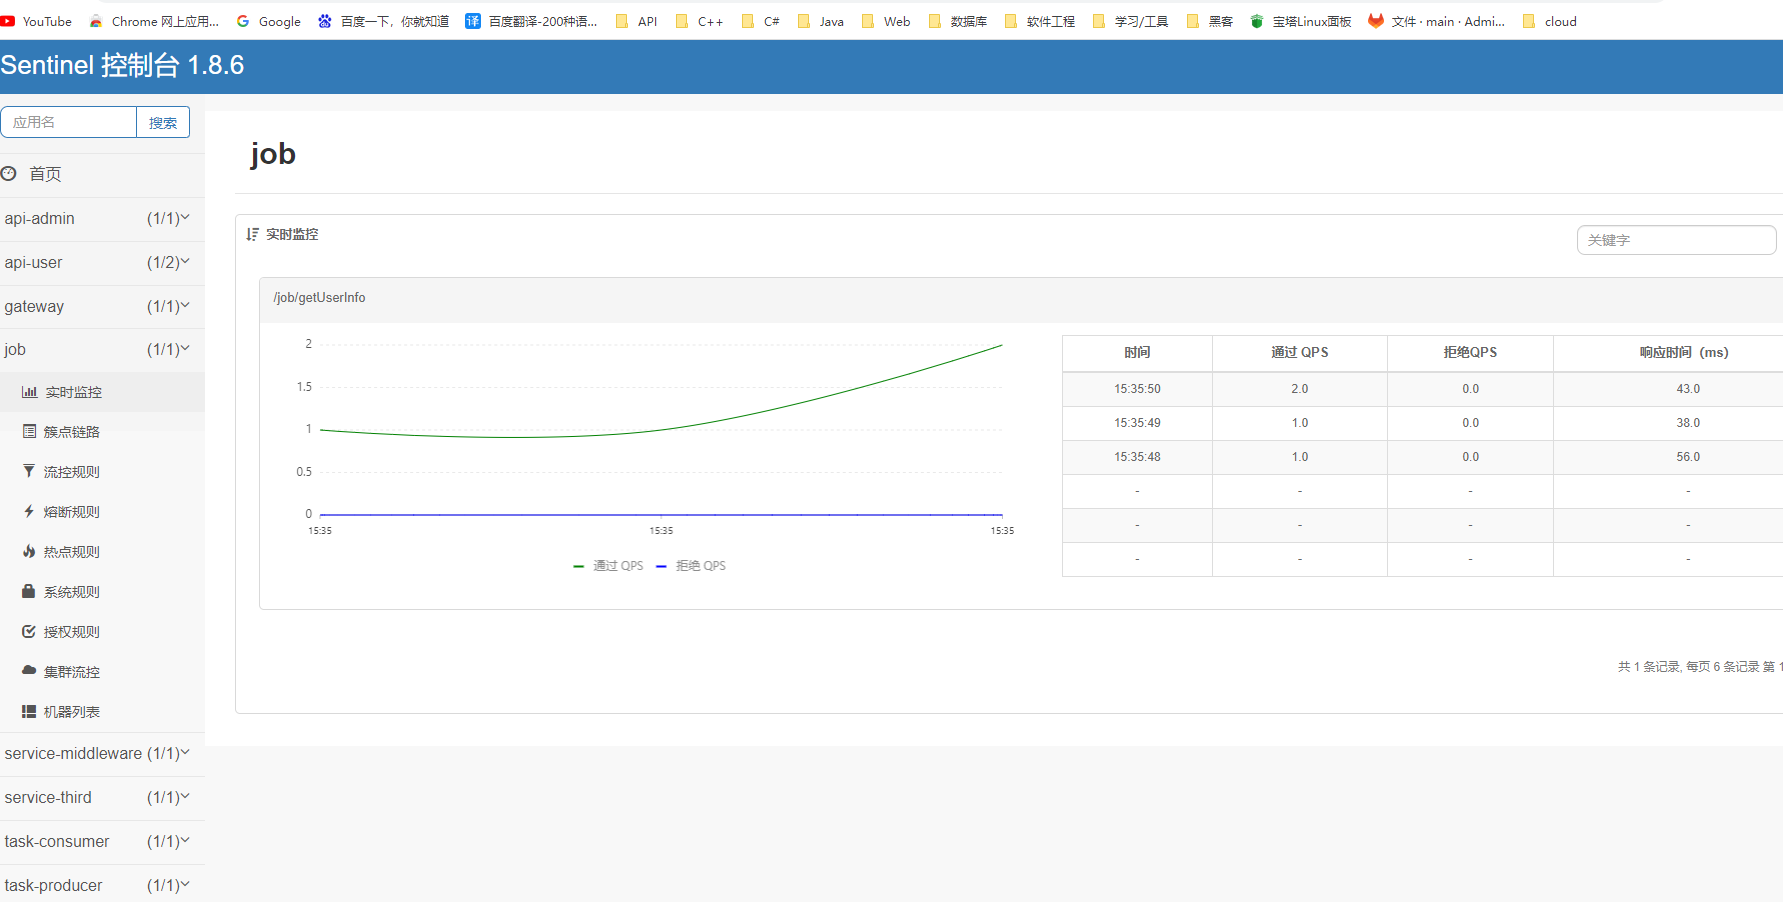 YouTube Chrome 网上应用... Google 百度一下，你就知道 百度翻译-200种语... API C++ C# Java Web 数据库 软件工程 学习/工具 黑客 宝塔Linux面板 文件 · main · Admi... cloud
Sentinel 控制台 1.8.6
应用名 搜索
首页
api-admin (1/1)
api-user (1/2)
gateway (1/1)
job (1/1)
实时监控
簇点链路
流控规则
熔断规则
热点规则
系统规则
授权规则
集群流控
机器列表
service-middleware (1/1)
service-third (1/1)
task-consumer (1/1)
task-producer (1/1)
job
实时监控 关键字
/job/getUserInfo
2
1.5
1
0.5
0
15:35 15:35 15:35
通过 QPS 拒绝 QPS
时间 通过 QPS 拒绝QPS 响应时间（ms）
15:35:50 2.0 0.0 43.0
15:35:49 1.0 0.0 38.0
15:35:48 1.0 0.0 56.0
- - - -
- - - -
- - - -
共 1 条记录, 每页 6 条记录 第 1